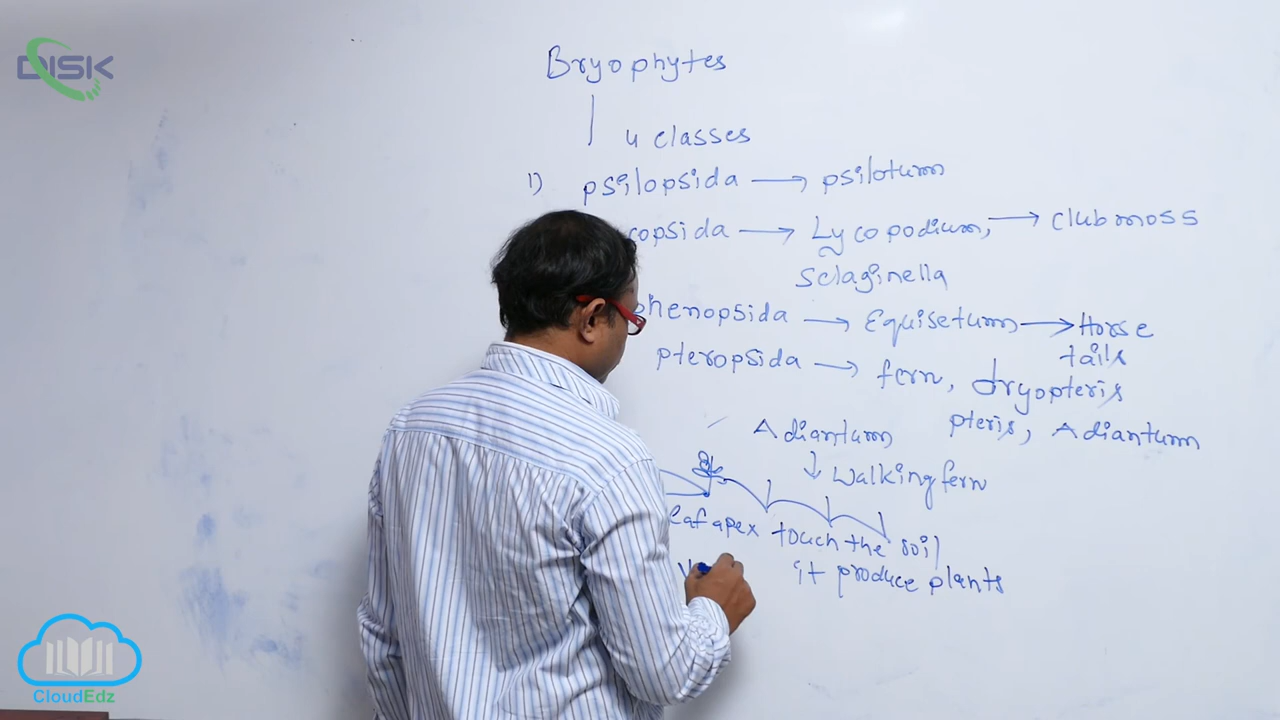 DISK
Bryophytes
4 classes
1) psilopsida → psilotum
copsida → Lycopodium, → clubmoss
Selaginella
henopsida → Equisetum → Horse
tails
pteropsida → fern, dryopteris
pteris, Adiantum
Adiantum
↓ walking fern
eaf apex touch the soil
it produce plants
CloudEdz